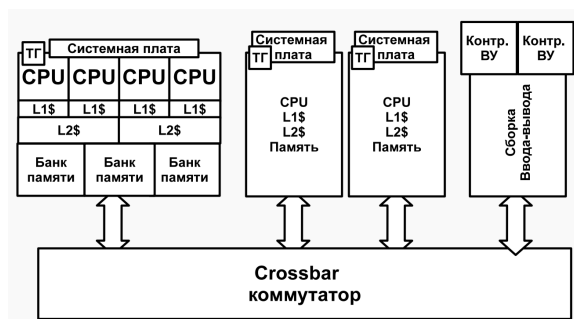 ТГ
Системная плата
CPU CPU CPU CPU
L1$ L1$ L1$ L1$
L2$ L2$
Банк памяти
Банк памяти
Банк памяти
Системная
ТГ плата
CPU
L1$
L2$
Память
Системная
ТГ плата
CPU
L1$
L2$
Память
Контр.
ВУ
Контр.
ВУ
Сборка
Ввода-вывода
Crossbar
коммутатор